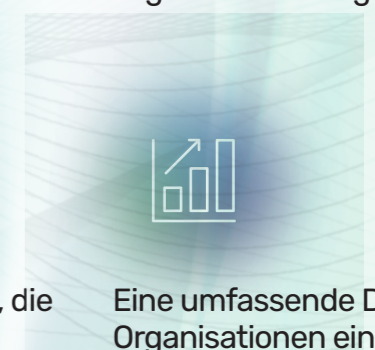 , die
Eine umfassende
Organisationen ein